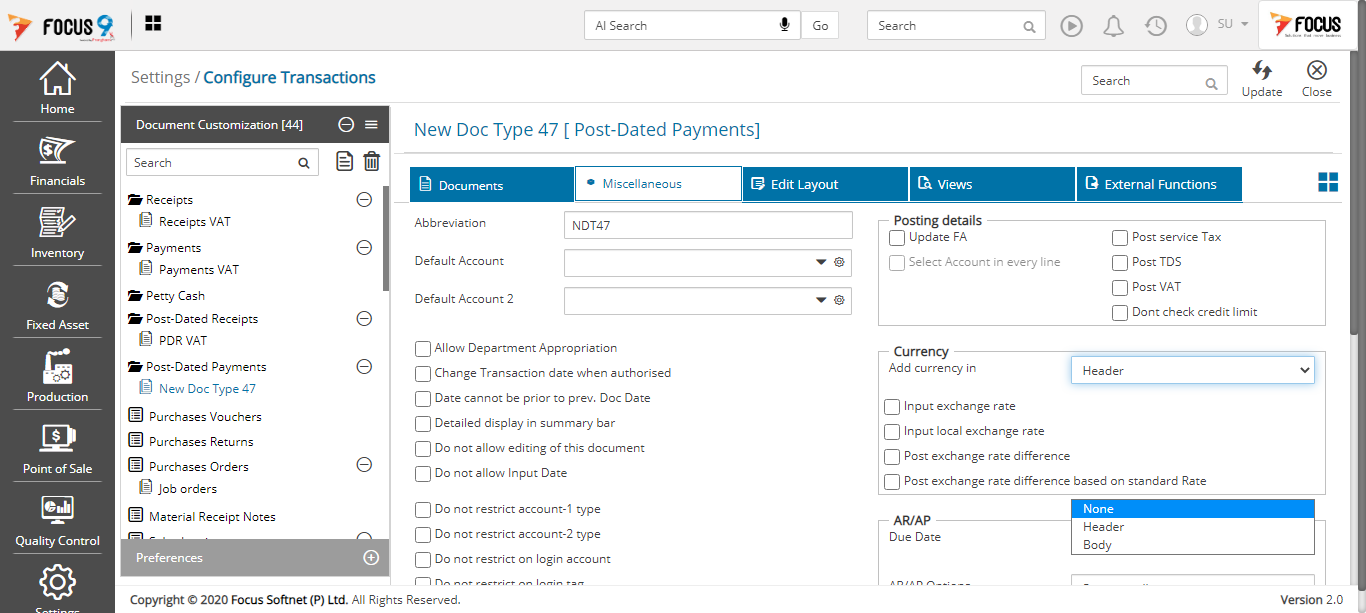 FOCUS 9
AI Search
Go
Search
SU
FOCUS
Home
Financials
Inventory
Fixed Asset
Production
Point of Sale
Quality Control
Settings
Settings / Configure Transactions
Search
Update
Close
Document Customization [44]
Search
Receipts
Receipts VAT
Payments
Payments VAT
Petty Cash
Post-Dated Receipts
PDR VAT
Post-Dated Payments
New Doc Type 47
Purchases Vouchers
Purchases Returns
Purchases Orders
Job orders
Material Receipt Notes
Preferences
New Doc Type 47 [ Post-Dated Payments]
Documents
Miscellaneous
Edit Layout
Views
External Functions
Abbreviation
NDT47
Default Account
Default Account 2
Allow Department Appropriation
Change Transaction date when authorised
Date cannot be prior to prev. Doc Date
Detailed display in summary bar
Do not allow editing of this document
Do not allow Input Date
Do not restrict account-1 type
Do not restrict account-2 type
Do not restrict on login account
Do not restrict on login tag
Posting details
Update FA
Post service Tax
Select Account in every line
Post TDS
Post VAT
Dont check credit limit
Currency
Add currency in
Header
Input exchange rate
Input local exchange rate
Post exchange rate difference
Post exchange rate difference based on standard Rate
AR/AP
Due Date
None
Header
Body
AR/AP Options
Copyright © 2020 Focus Softnet (P) Ltd. All Rights Reserved.
Version 2.0